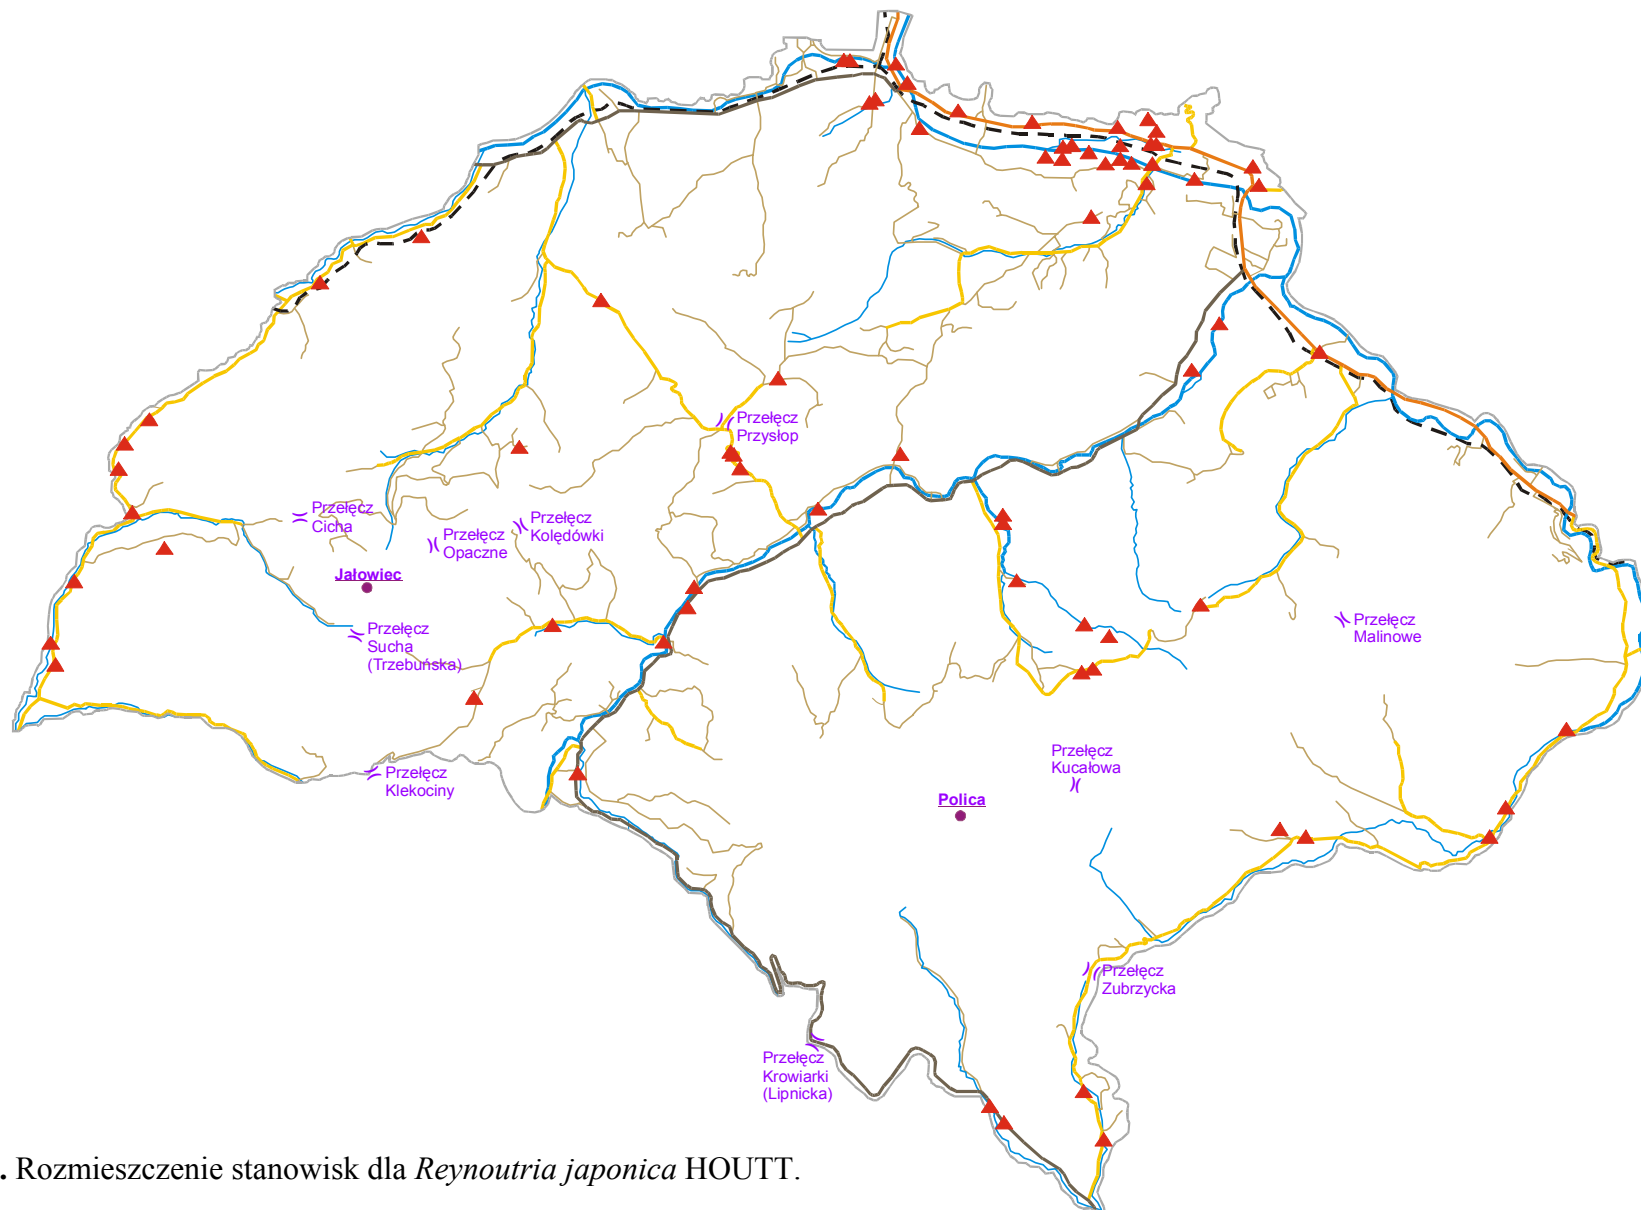 Przełęcz
Przysłop
Przełęcz
Cicha
Przełęcz
Kolędówki
Przełęcz
Opaczne
Jałowiec
Przełęcz
Sucha
(Trzebuńska)
Przełęcz
Malinowe
Przełęcz
Klekociny
Przełęcz
Kucałowa
Polica
Przełęcz
Zubrzycka
Przełęcz
Krowiarki
(Lipnicka)
. Rozmieszczenie stanowisk dla Reynoutria japonica HOUTT.